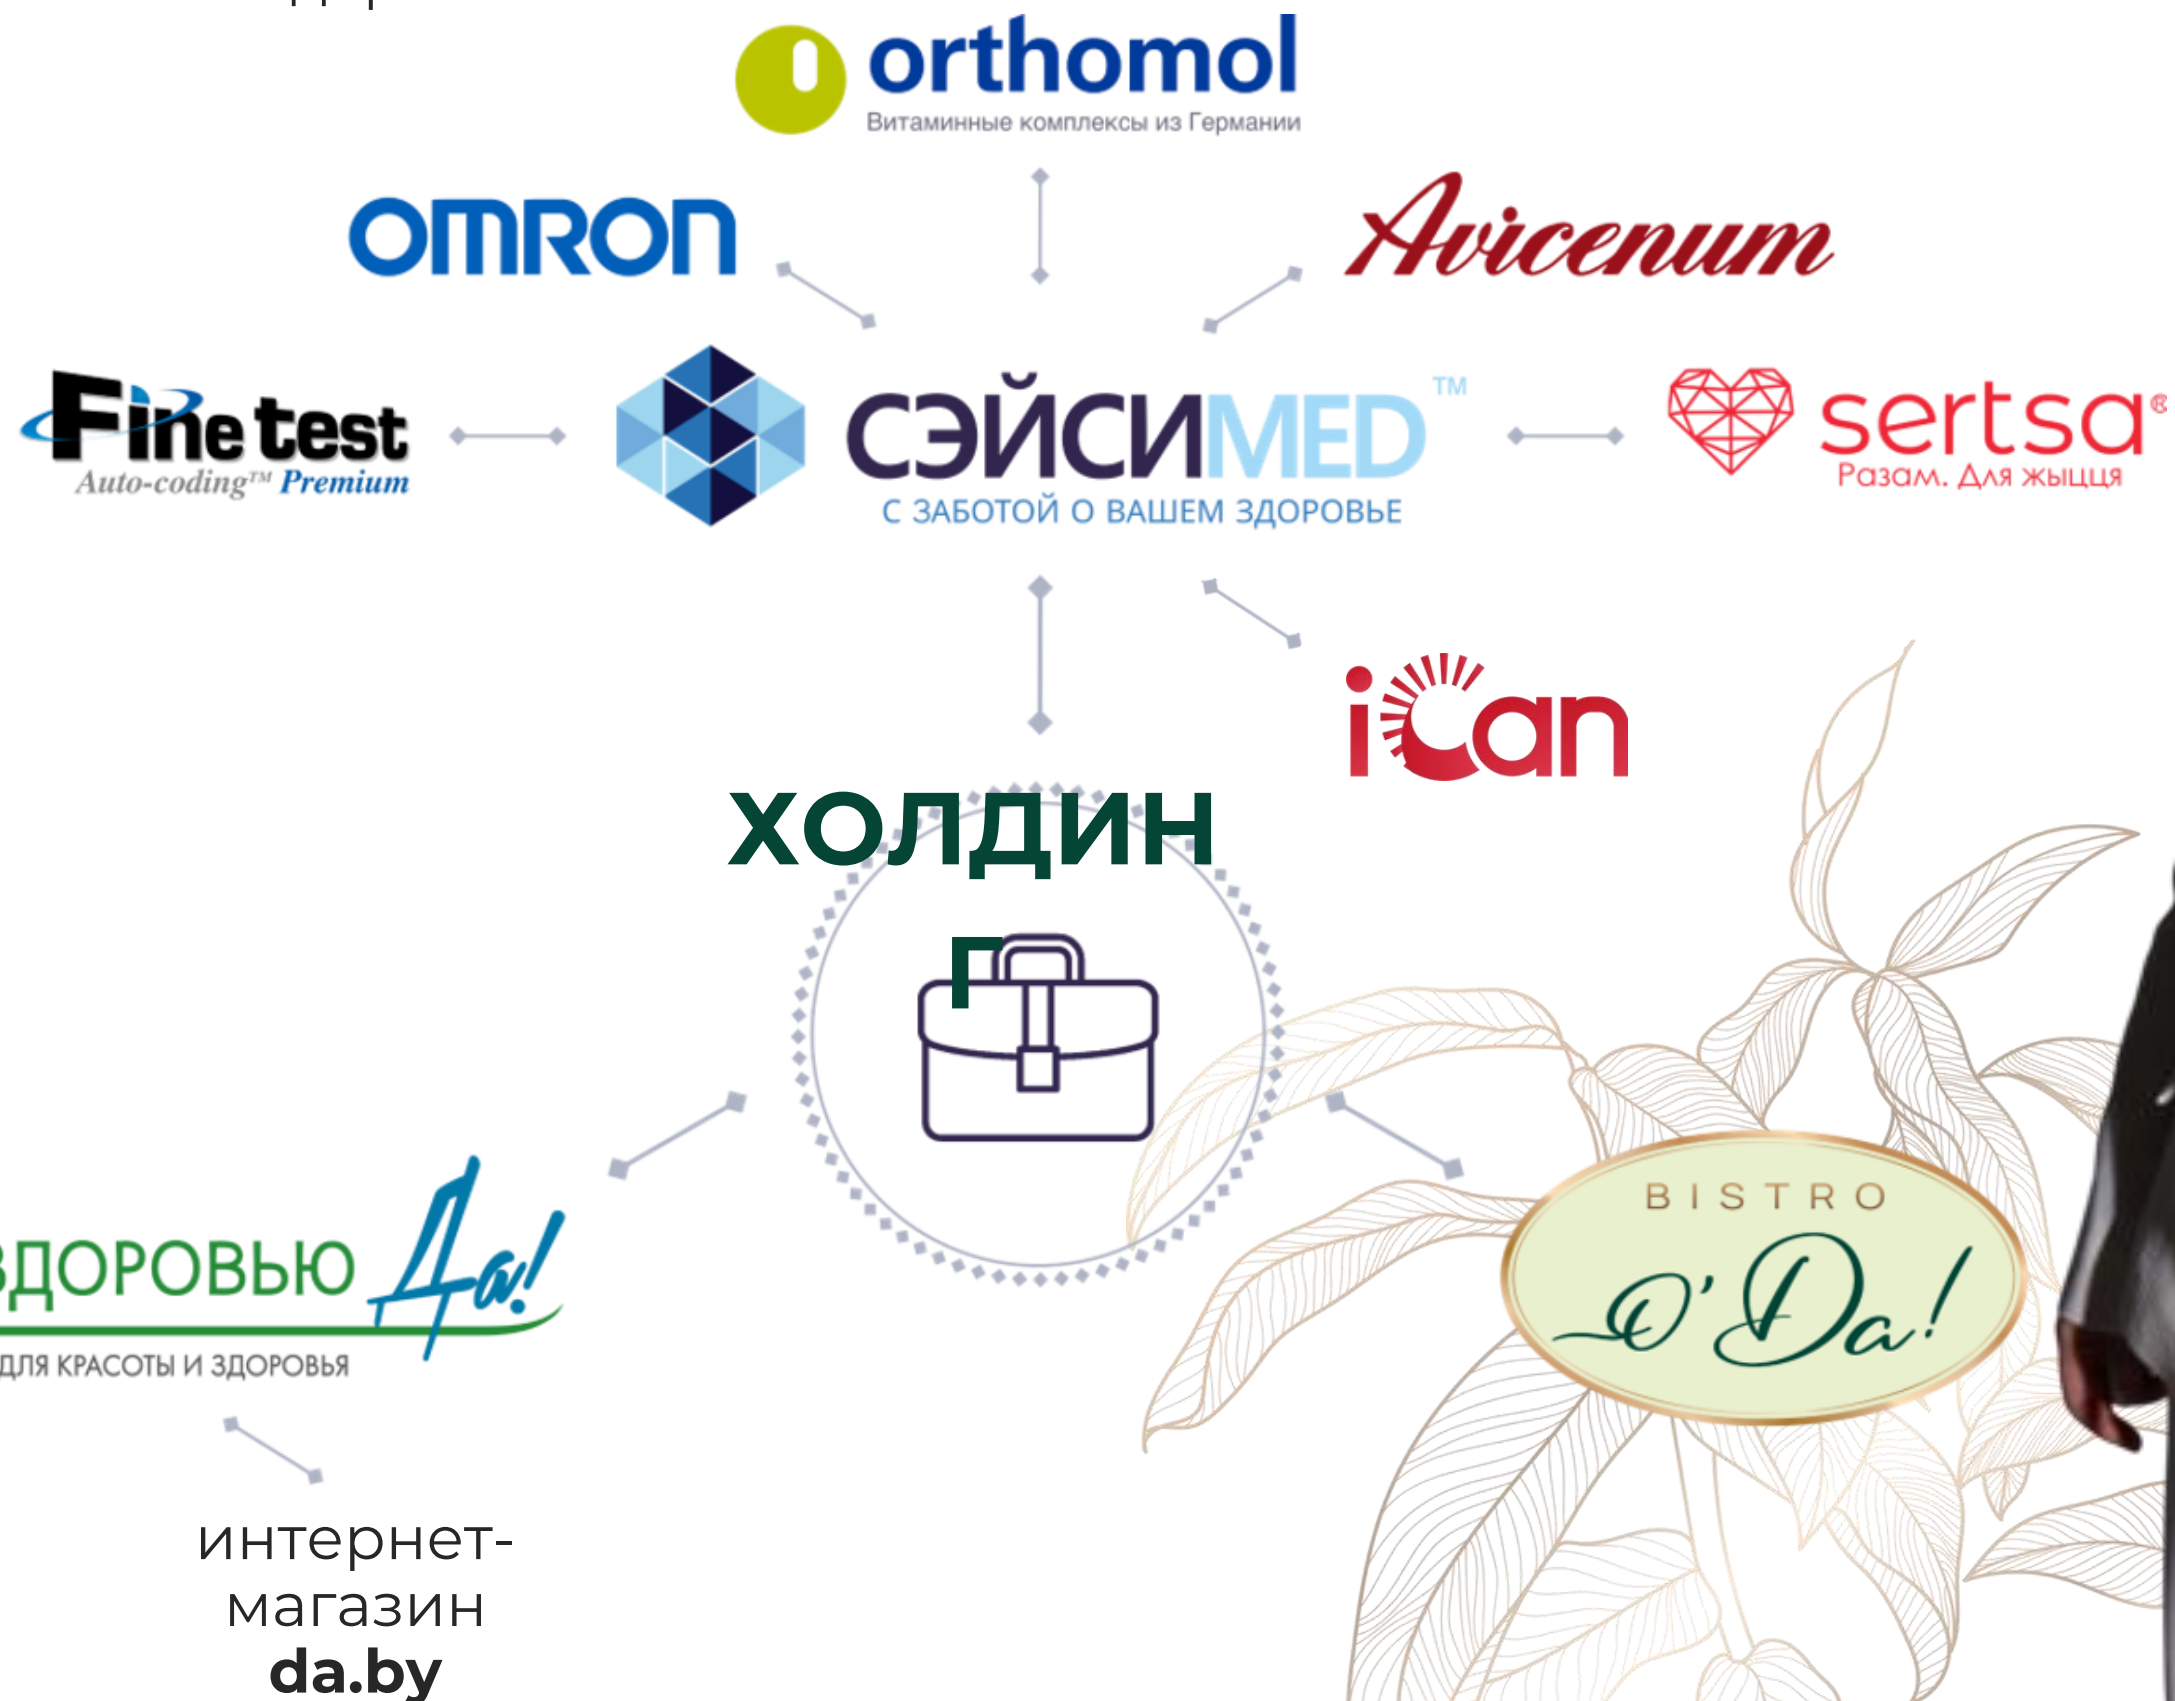 orthomol
Витаминные комплексы из Германии
OMRON
Avicenum
Fine test
Auto-coding™ Premium
СЭЙСИMED™
С ЗАБОТОЙ О ВАШЕМ ЗДОРОВЬЕ
sertsa®
Разам. Для жыцця
iCan
ХОЛДИН
Г
ЗДОРОВЬЮ Да!
ДЛЯ КРАСОТЫ И ЗДОРОВЬЯ
BISTRO
O'Da!
интернет-
магазин
da.by